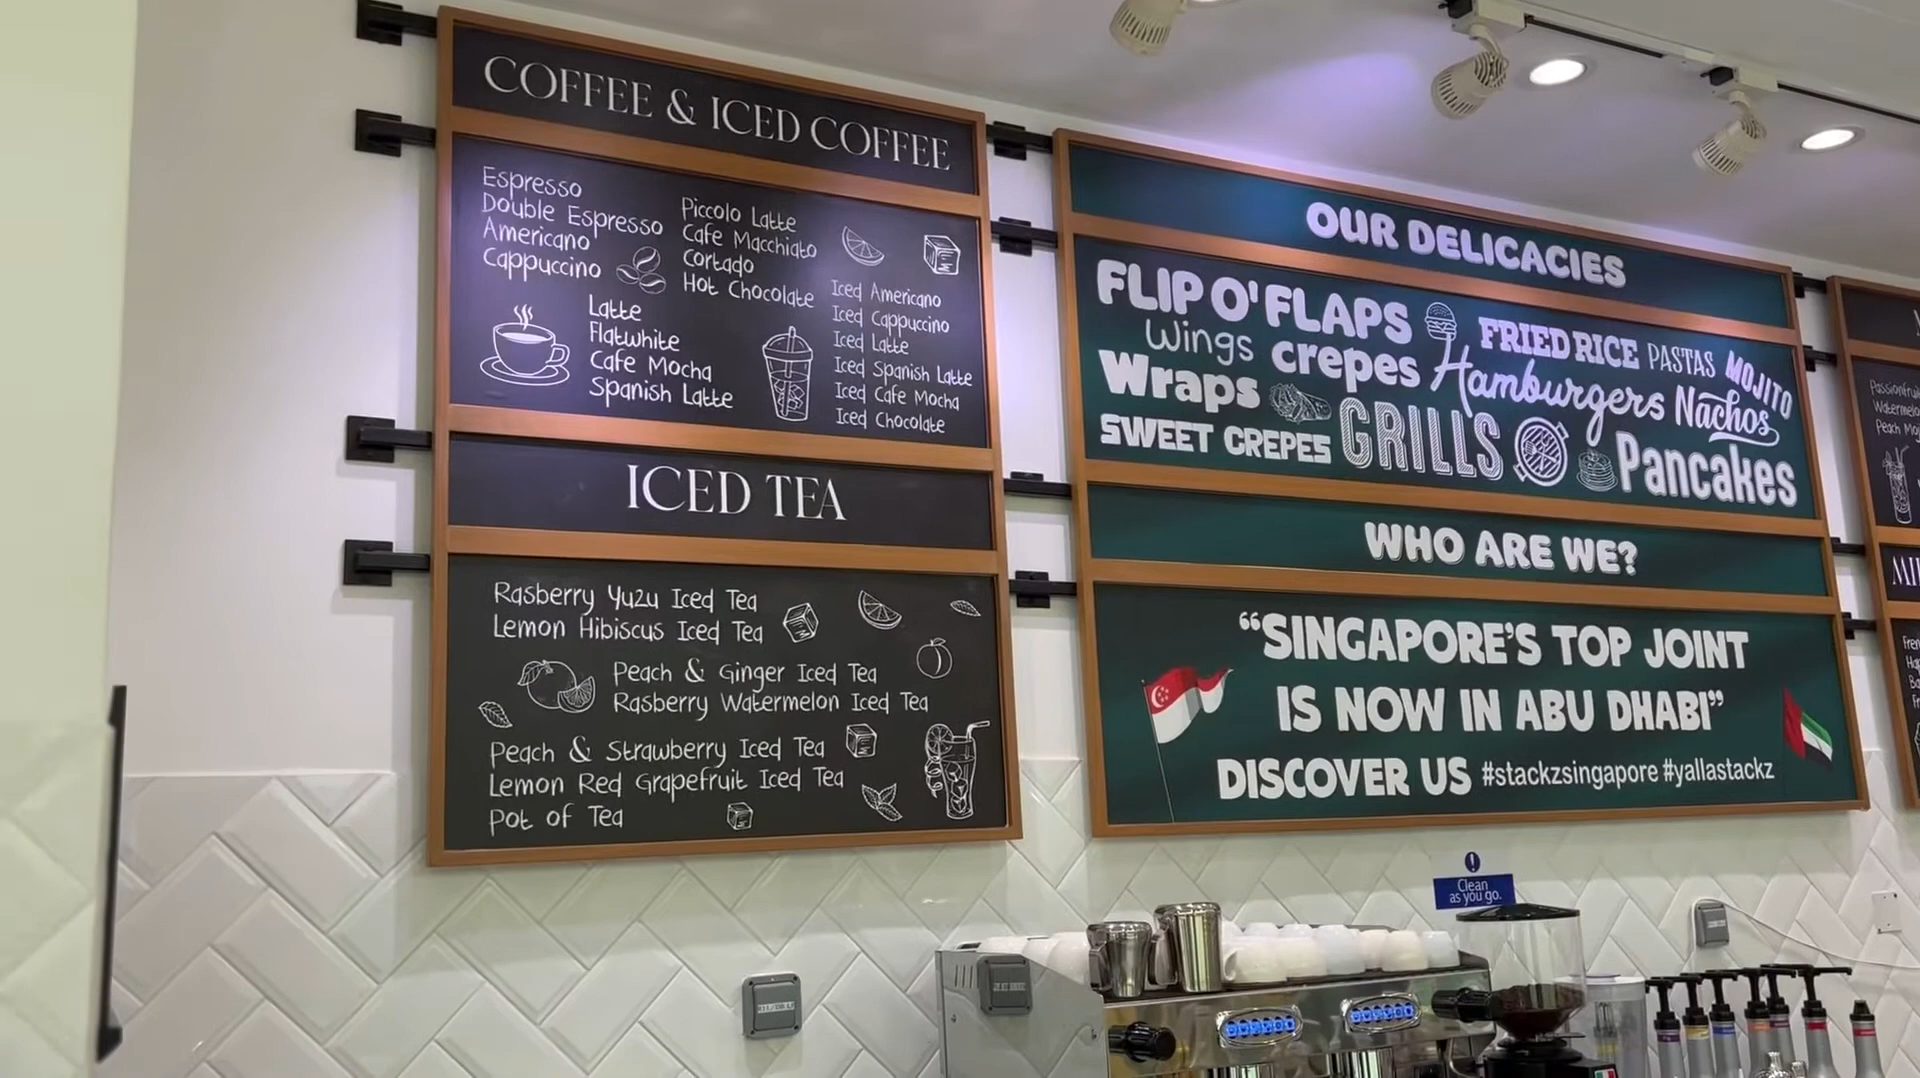 COFFEE & ICED COFFEE
Espresso
Double Espresso
Americano
Cappuccino
Piccolo Latte
Cafe Macchiato
Cortado
Hot Chocolate
Latte
Flatwhite
Cafe Mocha
Spanish Latte
Iced Americano
Iced Cappuccino
Iced Latte
Iced Spanish Latte
Iced Cafe Mocha
Iced Chocolate
ICED TEA
Rasberry Yuzu Iced Tea
Lemon Hibiscus Iced Tea
Peach & Ginger Iced Tea
Rasberry Watermelon Iced Tea
Peach & Strawberry Iced Tea
Lemon Red Grapefruit Iced Tea
Pot of Tea
OUR DELICACIES
FLIP O' FLAPS
FRIED RICE PASTAS MOJITO
Wings crepes Hamburgers Nachos
Wraps
SWEET CREPES GRILLS Pancakes
WHO ARE WE?
"SINGAPORE'S TOP JOINT
IS NOW IN ABU DHABI"
DISCOVER US #stackzsingapore #yallastackz
Clean
as you go.